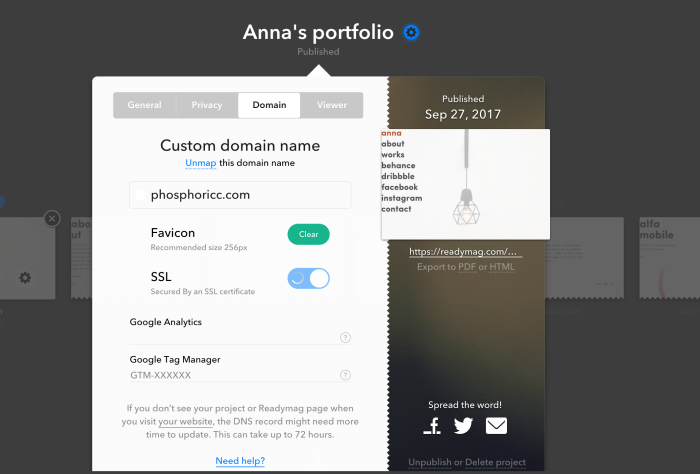 Anna's portfolio
Published
General
Privacy
Domain
Viewer
Custom domain name
Unmap this domain name
phosphoricc.com
Favicon
Recommended size 256px
Clear
SSL
Secured By an SSL certificate
Google Analytics
?
Google Tag Manager
GTM-XXXXXX
?
If you don't see your project or Readymag page when
you visit your website, the DNS record might need more
time to update. This can take up to 72 hours.
Need help?
Published
Sep 27, 2017
anna
about
works
behance
dribbble
facebook
instagram
contact
https://readymag.com/...
Export to PDF or HTML
Spread the word!
Unpublish or Delete project
alfa
mobile